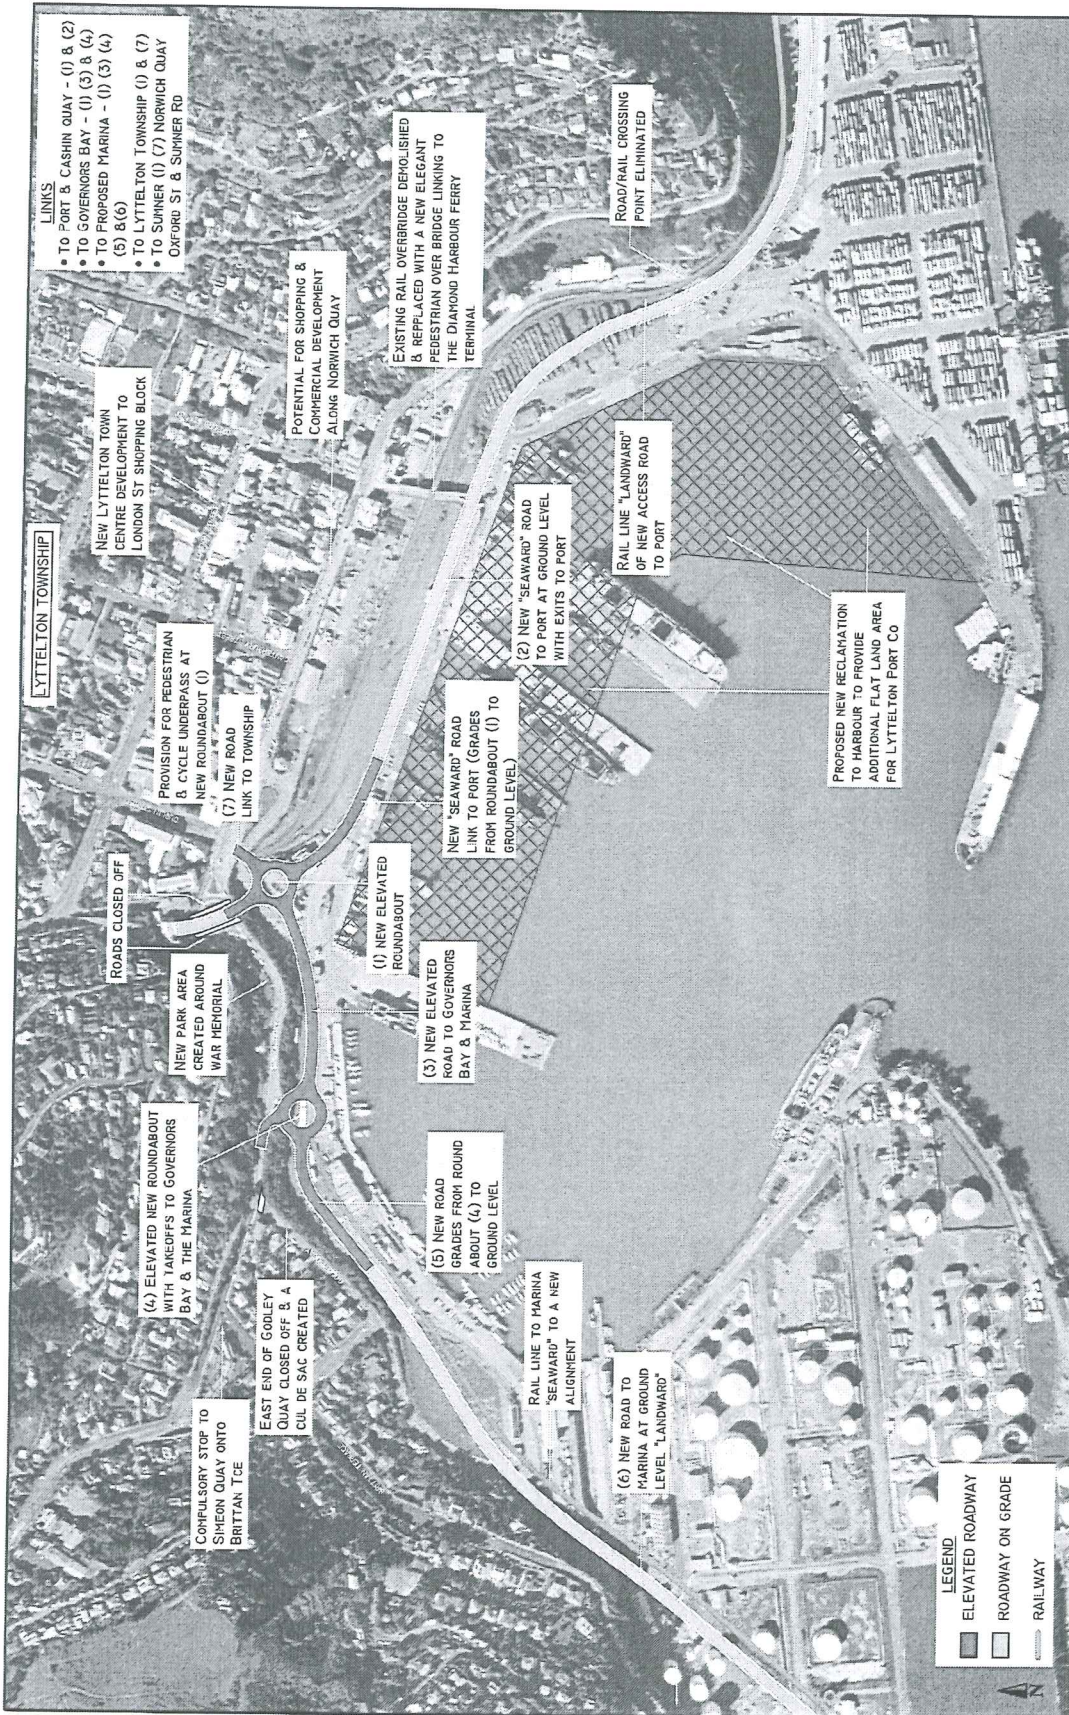 LYTTELTON TOWNSHIP
LINKS
• TO PORT & CASHIN QUAY - (1) & (2)
• TO GOVERNORS BAY - (1) (3) & (4)
• TO PROPOSED MARINA - (1) (3) (4)
(5) &(6)
• TO LYTTELTON TOWNSHIP (1) & (7)
• TO SUMNER (1) (7) NORWICH QUAY
OXFORD ST & SUMNER RD
NEW LYTTELTON TOWN
CENTRE DEVELOPMENT TO
LONDON ST SHOPPING BLOCK
PROVISION FOR PEDESTRIAN
& CYCLE UNDERPASS AT
NEW ROUNDABOUT (1)
(7) NEW ROAD
LINK TO TOWNSHIP
ROADS CLOSED OFF
NEW PARK AREA
CREATED AROUND
WAR MEMORIAL
(4) ELEVATED NEW ROUNDABOUT
WITH TAKEOFFS TO GOVERNORS
BAY & THE MARINA
COMPULSORY STOP TO
SIMEON QUAY ONTO
BRITTAN TCE
EAST END OF GODLEY
QUAY CLOSED OFF & A
CUL DE SAC CREATED
POTENTIAL FOR SHOPPING &
COMMERCIAL DEVELOPMENT
ALONG NORWICH QUAY
EXISTING RAIL OVERBRIDGE DEMOLISHED
& REPPLACED WITH A NEW ELEGANT
PEDESTRIAN OVER BRIDGE LINKING TO
THE DIAMOND HARBOUR FERRY
TERMINAL
ROAD/RAIL CROSSING
POINT ELIMINATED
(1) NEW ELEVATED
ROUNDABOUT
(3) NEW ELEVATED
ROAD TO GOVERNORS
BAY & MARINA
NEW "SEAWARD" ROAD
LINK TO PORT (GRADES
FROM ROUNDABOUT (1) TO
GROUND LEVEL)
(2) NEW "SEAWARD" ROAD
TO PORT AT GROUND LEVEL
WITH EXITS TO PORT
RAIL LINE "LANDWARD"
OF NEW ACCESS ROAD
TO PORT
(5) NEW ROAD
GRADES FROM ROUND
ABOUT (4) TO
GROUND LEVEL
RAIL LINE TO MARINA
"SEAWARD" TO A NEW
ALIGNMENT
(6) NEW ROAD TO
MARINA AT GROUND
LEVEL "LANDWARD"
PROPOSED NEW RECLAMATION
TO HARBOUR TO PROVIDE
ADDITIONAL FLAT LAND AREA
FOR LYTTELTON PORT CO
LEGEND
ELEVATED ROADWAY
ROADWAY ON GRADE
RAILWAY
N